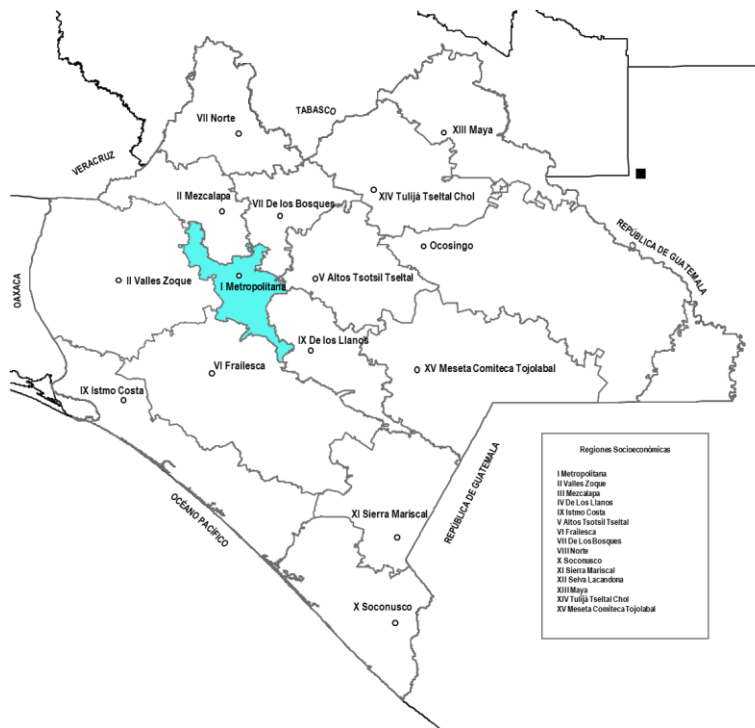 VII Norte
TABASCO
XIII Maya
VERACRUZ
II Mezcalapa
VII De los Bosques
XIV Tulijá Tseltal Chol
REPÚBLICA DE GUATEMALA
Ocosingo
OAXACA
II Valles Zoque
I Metropolitana
V Altos Tsotsil Tseltal
IX De los Llanos
VI Frailesca
XV Meseta Comiteca Tojolabal
IX Istmo Costa
REPÚBLICA DE GUATEMALA
OCÉANO PACÍFICO
XI Sierra Mariscal
X Soconusco
Regiones Socioeconómicas
I Metropolitana
II Valles Zoque
III Mezcalapa
IV De Los Llanos
IX Istmo Costa
V Altos Tsotsil Tseltal
VI Frailesca
VII De Los Bosques
VIII Norte
X Soconusco
XI Sierra Mariscal
XII Selva Lacandona
XIII Maya
XIV Tulijá Tseltal Chol
XV Meseta Comiteca Tojolabal